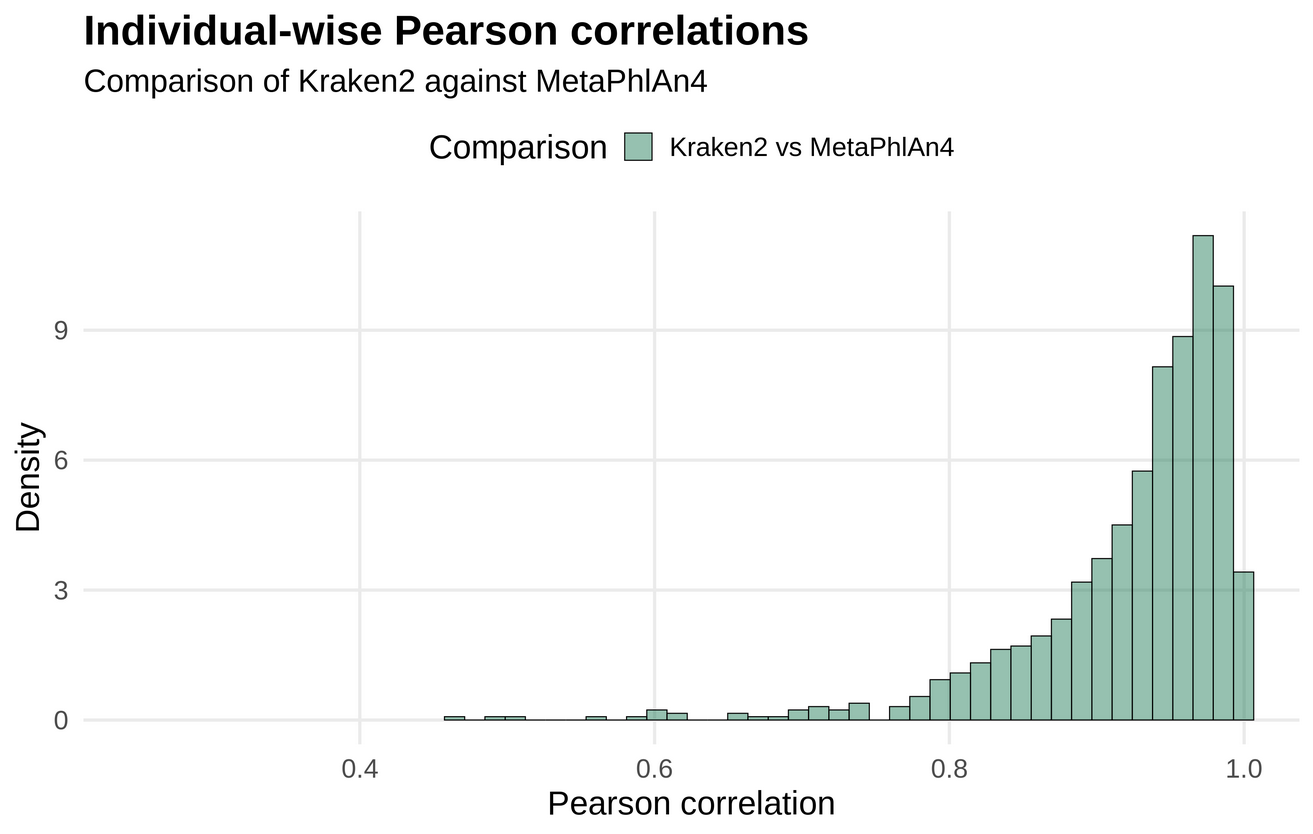 Individual-wise Pearson correlations
Comparison of Kraken2 against MetaPhlAn4
Comparison Kraken2 vs MetaPhlAn4
9
6
3
0
Density
0.4 0.6 0.8 1.0
Pearson correlation